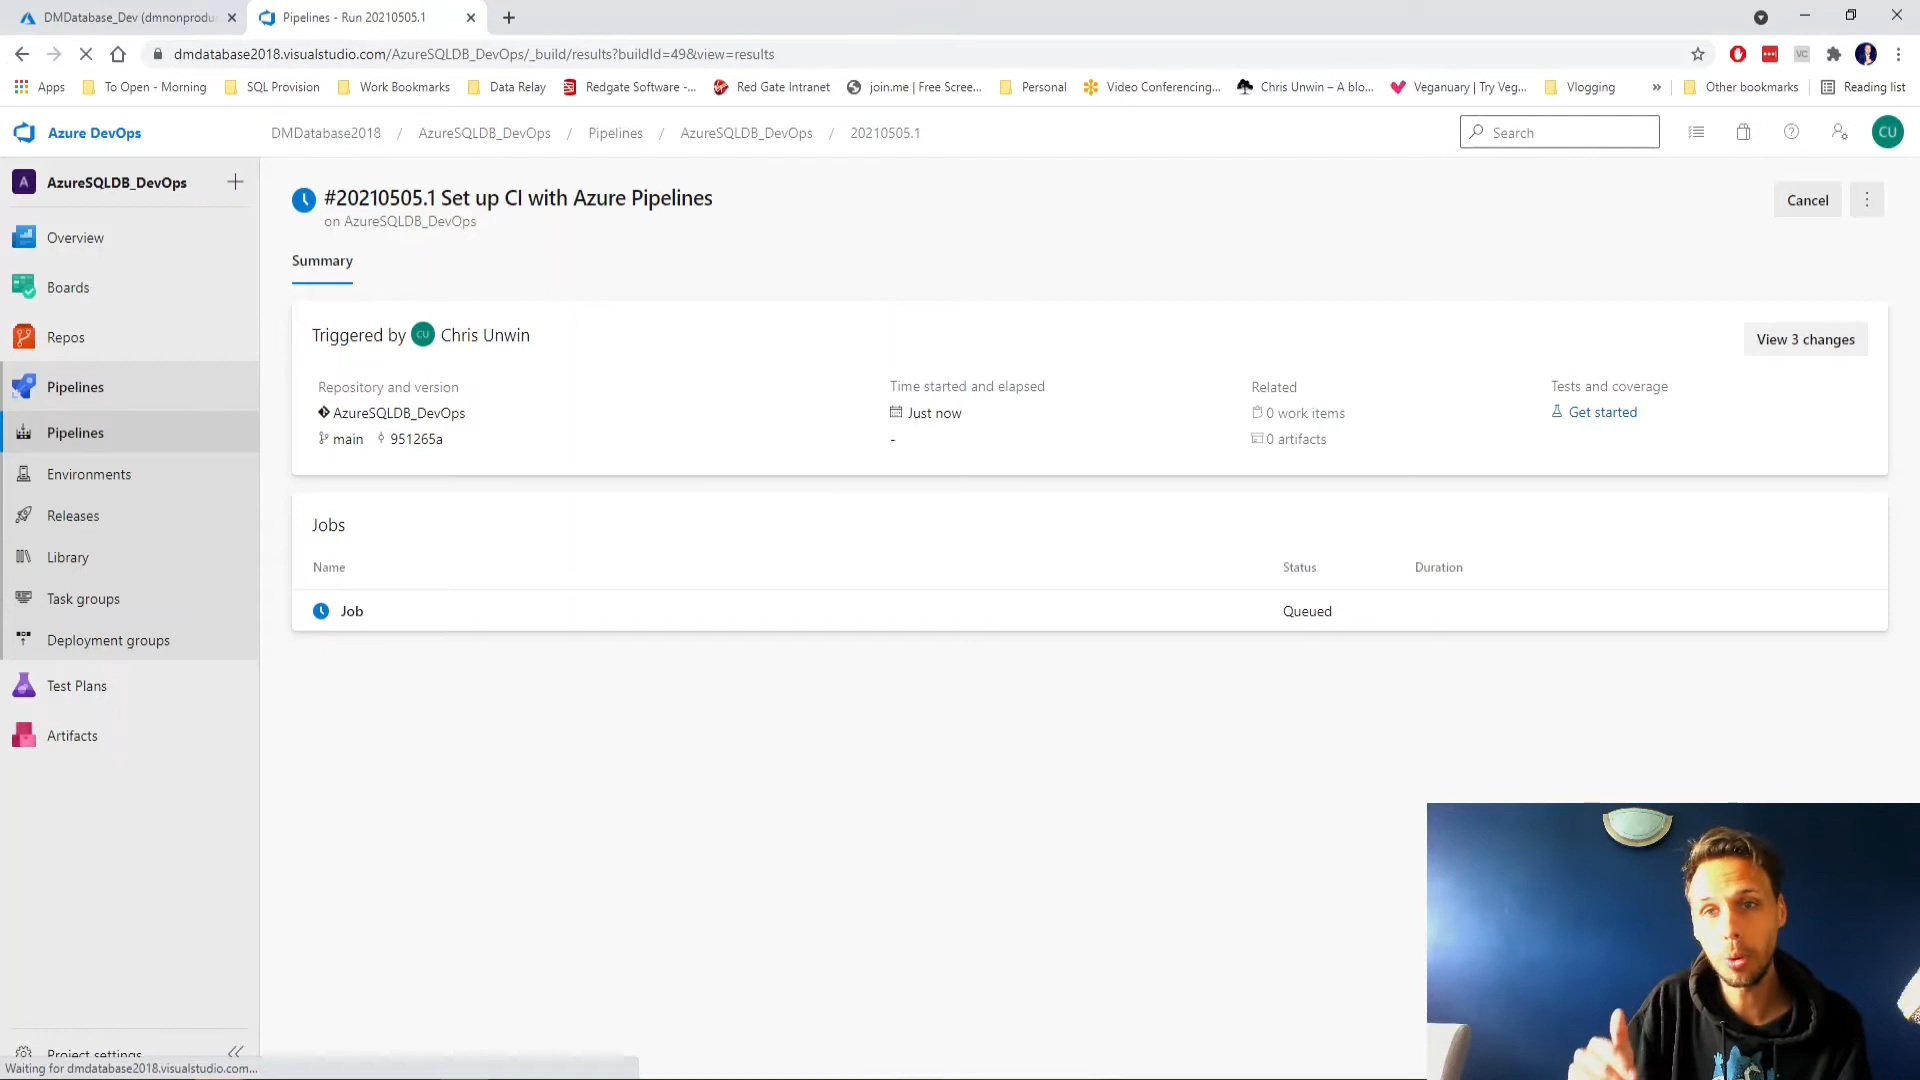 DMDatabase_Dev (dmnonprodu
Pipelines - Run 20210505.1
dmdatabase2018.visualstudio.com/AzureSQLDB_DevOps/_build/results?buildId=49&view=results
Apps
To Open - Morning
SQL Provision
Work Bookmarks
Data Relay
Redgate Software -...
Red Gate Intranet
join.me | Free Scree...
Personal
Video Conferencing...
Chris Unwin – A blo...
Veganuary | Try Veg...
Vlogging
»
Other bookmarks
Reading list
Azure DevOps
DMDatabase2018 / AzureSQLDB_DevOps / Pipelines / AzureSQLDB_DevOps / 20210505.1
Search
CU
A
AzureSQLDB_DevOps
Overview
Boards
Repos
Pipelines
Pipelines
Environments
Releases
Library
Task groups
Deployment groups
Test Plans
Artifacts
Project settings
Waiting for dmdatabase2018.visualstudio.com...
#20210505.1 Set up CI with Azure Pipelines
on AzureSQLDB_DevOps
Cancel
Summary
Triggered by CU Chris Unwin
View 3 changes
Repository and version
AzureSQLDB_DevOps
main 951265a
Time started and elapsed
Just now
-
Related
0 work items
0 artifacts
Tests and coverage
Get started
Jobs
Name Status Duration
Job Queued